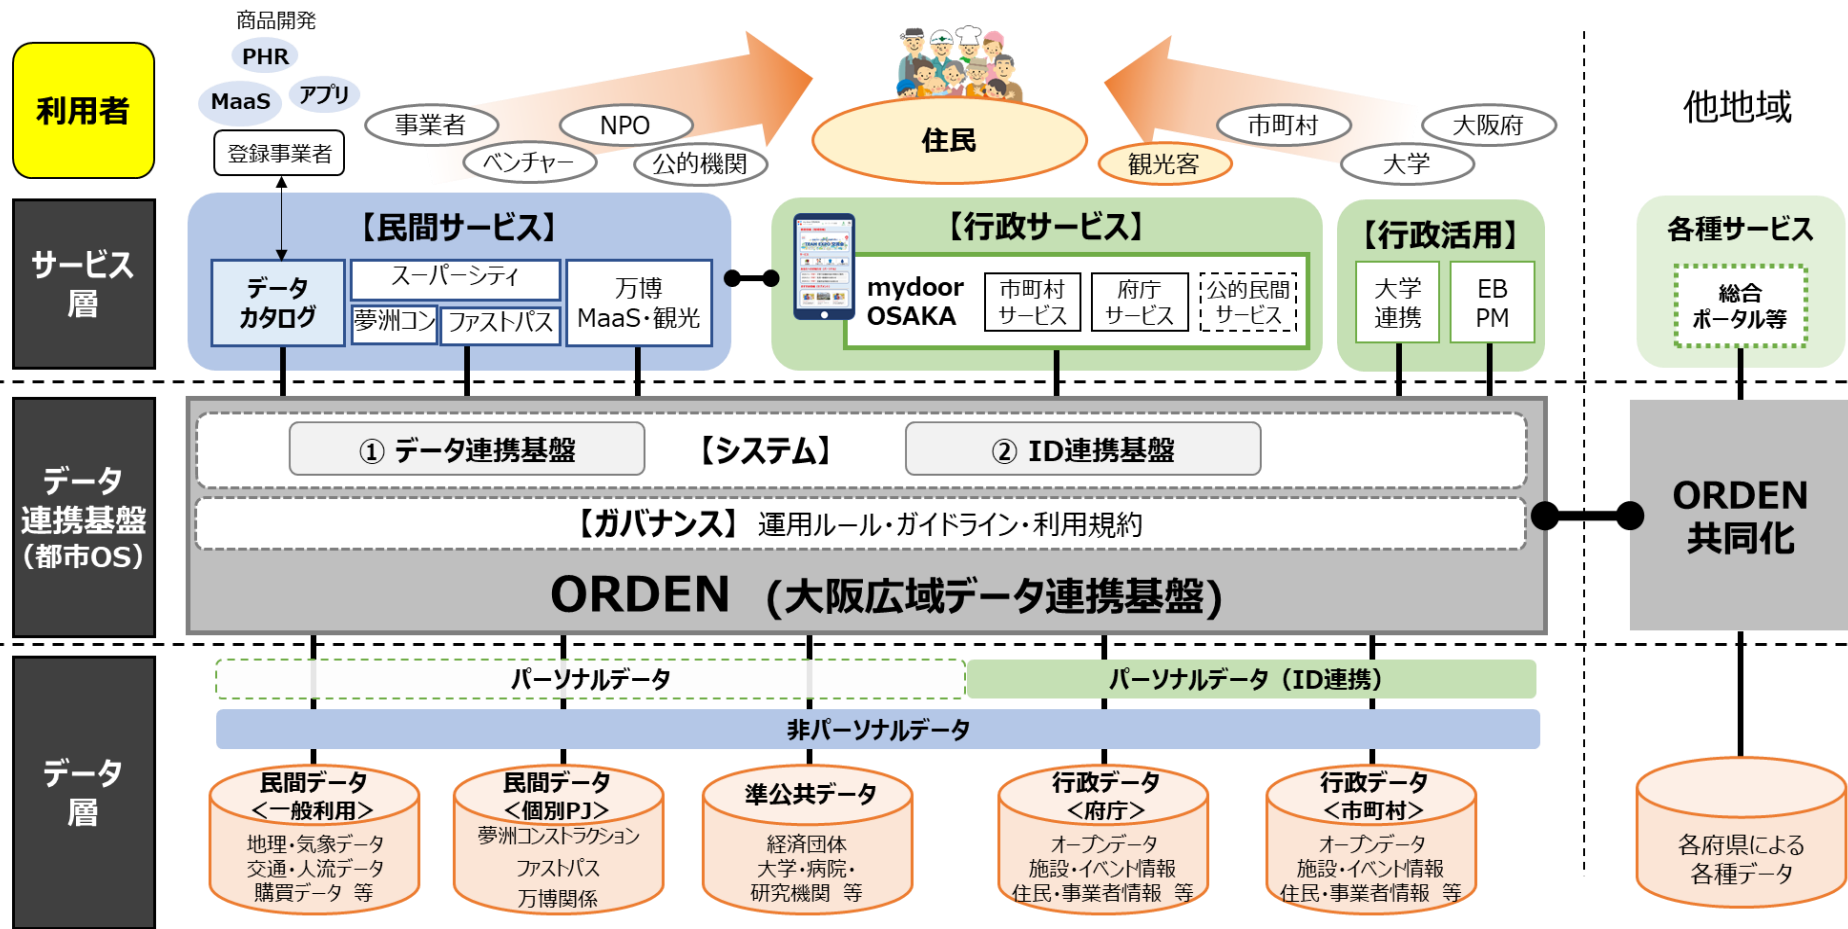 利用者
商品開発
PHR
MaaS
アプリ
登録事業者
事業者
ベンチャー
NPO
公的機関
住民
観光客
市町村
大学
大阪府
他地域
サービス
層
【民間サービス】
データ
カタログ
スーパーシティ
夢洲コン
ファストパス
万博
MaaS・観光
【行政サービス】
mydoor
OSAKA
市町村
サービス
府庁
サービス
公的民間
サービス
【行政活用】
大学
連携
EB
PM
各種サービス
総合
ポータル等
データ
連携基盤
（都市OS）
① データ連携基盤
【システム】
② ID連携基盤
【ガバナンス】運用ルール・ガイドライン・利用規約
ORDEN （大阪広域データ連携基盤）
ORDEN
共同化
データ
層
パーソナルデータ
パーソナルデータ（ID連携）
非パーソナルデータ
民間データ
＜一般利用＞
地理・気象データ
交通・人流データ
購買データ 等
民間データ
＜個別PJ＞
夢洲コンストラクション
ファストパス
万博関係
準公共データ
経済団体
大学・病院・
研究機関 等
行政データ
＜府庁＞
オープンデータ
施設・イベント情報
住民・事業者情報 等
行政データ
＜市町村＞
オープンデータ
施設・イベント情報
住民・事業者情報 等
各府県による
各種データ